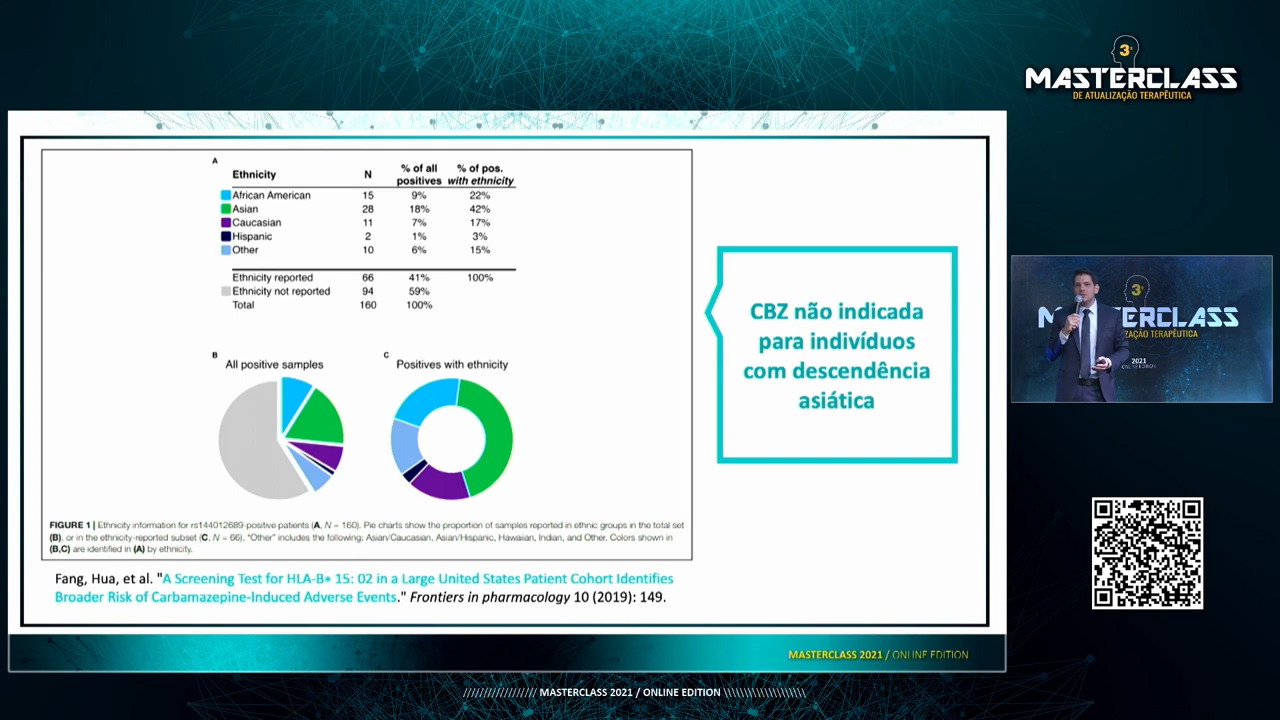 3ª
MASTERCLASS
DE ATUALIZAÇÃO TERAPÊUTICA
A
Ethnicity N % of all positives % of pos. with ethnicity
African American 15 9% 22%
Asian 28 18% 42%
Caucasian 11 7% 17%
Hispanic 2 1% 3%
Other 10 6% 15%
Ethnicity reported 66 41% 100%
Ethnicity not reported 94 59%
Total 160 100%
B
All positive samples
C
Positives with ethnicity
FIGURE 1 | Ethnicity information for rs144012689-positive patients (A, N = 160). Pie charts show the proportion of samples reported in ethnic groups in the total set
(B), or in the ethnicity-reported subset (C, N = 66). "Other" includes the following: Asian/Caucasian, Asian/Hispanic, Hawaiian, Indian, and Other. Colors shown in
(B,C) are identified in (A) by ethnicity.
Fang, Hua, et al. "A Screening Test for HLA-B* 15: 02 in a Large United States Patient Cohort Identifies
Broader Risk of Carbamazepine-Induced Adverse Events." Frontiers in pharmacology 10 (2019): 149.
CBZ não indicada
para indivíduos
com descendência
asiática
3ª
M ERCLASS
ZAÇÃO TERAPÊUTICA
2021
ONLINE EDITION
MASTERCLASS 2021 / ONLINE EDITION
////////////////// MASTERCLASS 2021 / ONLINE EDITION \\\\\\\\\\\\\\\\\\\\